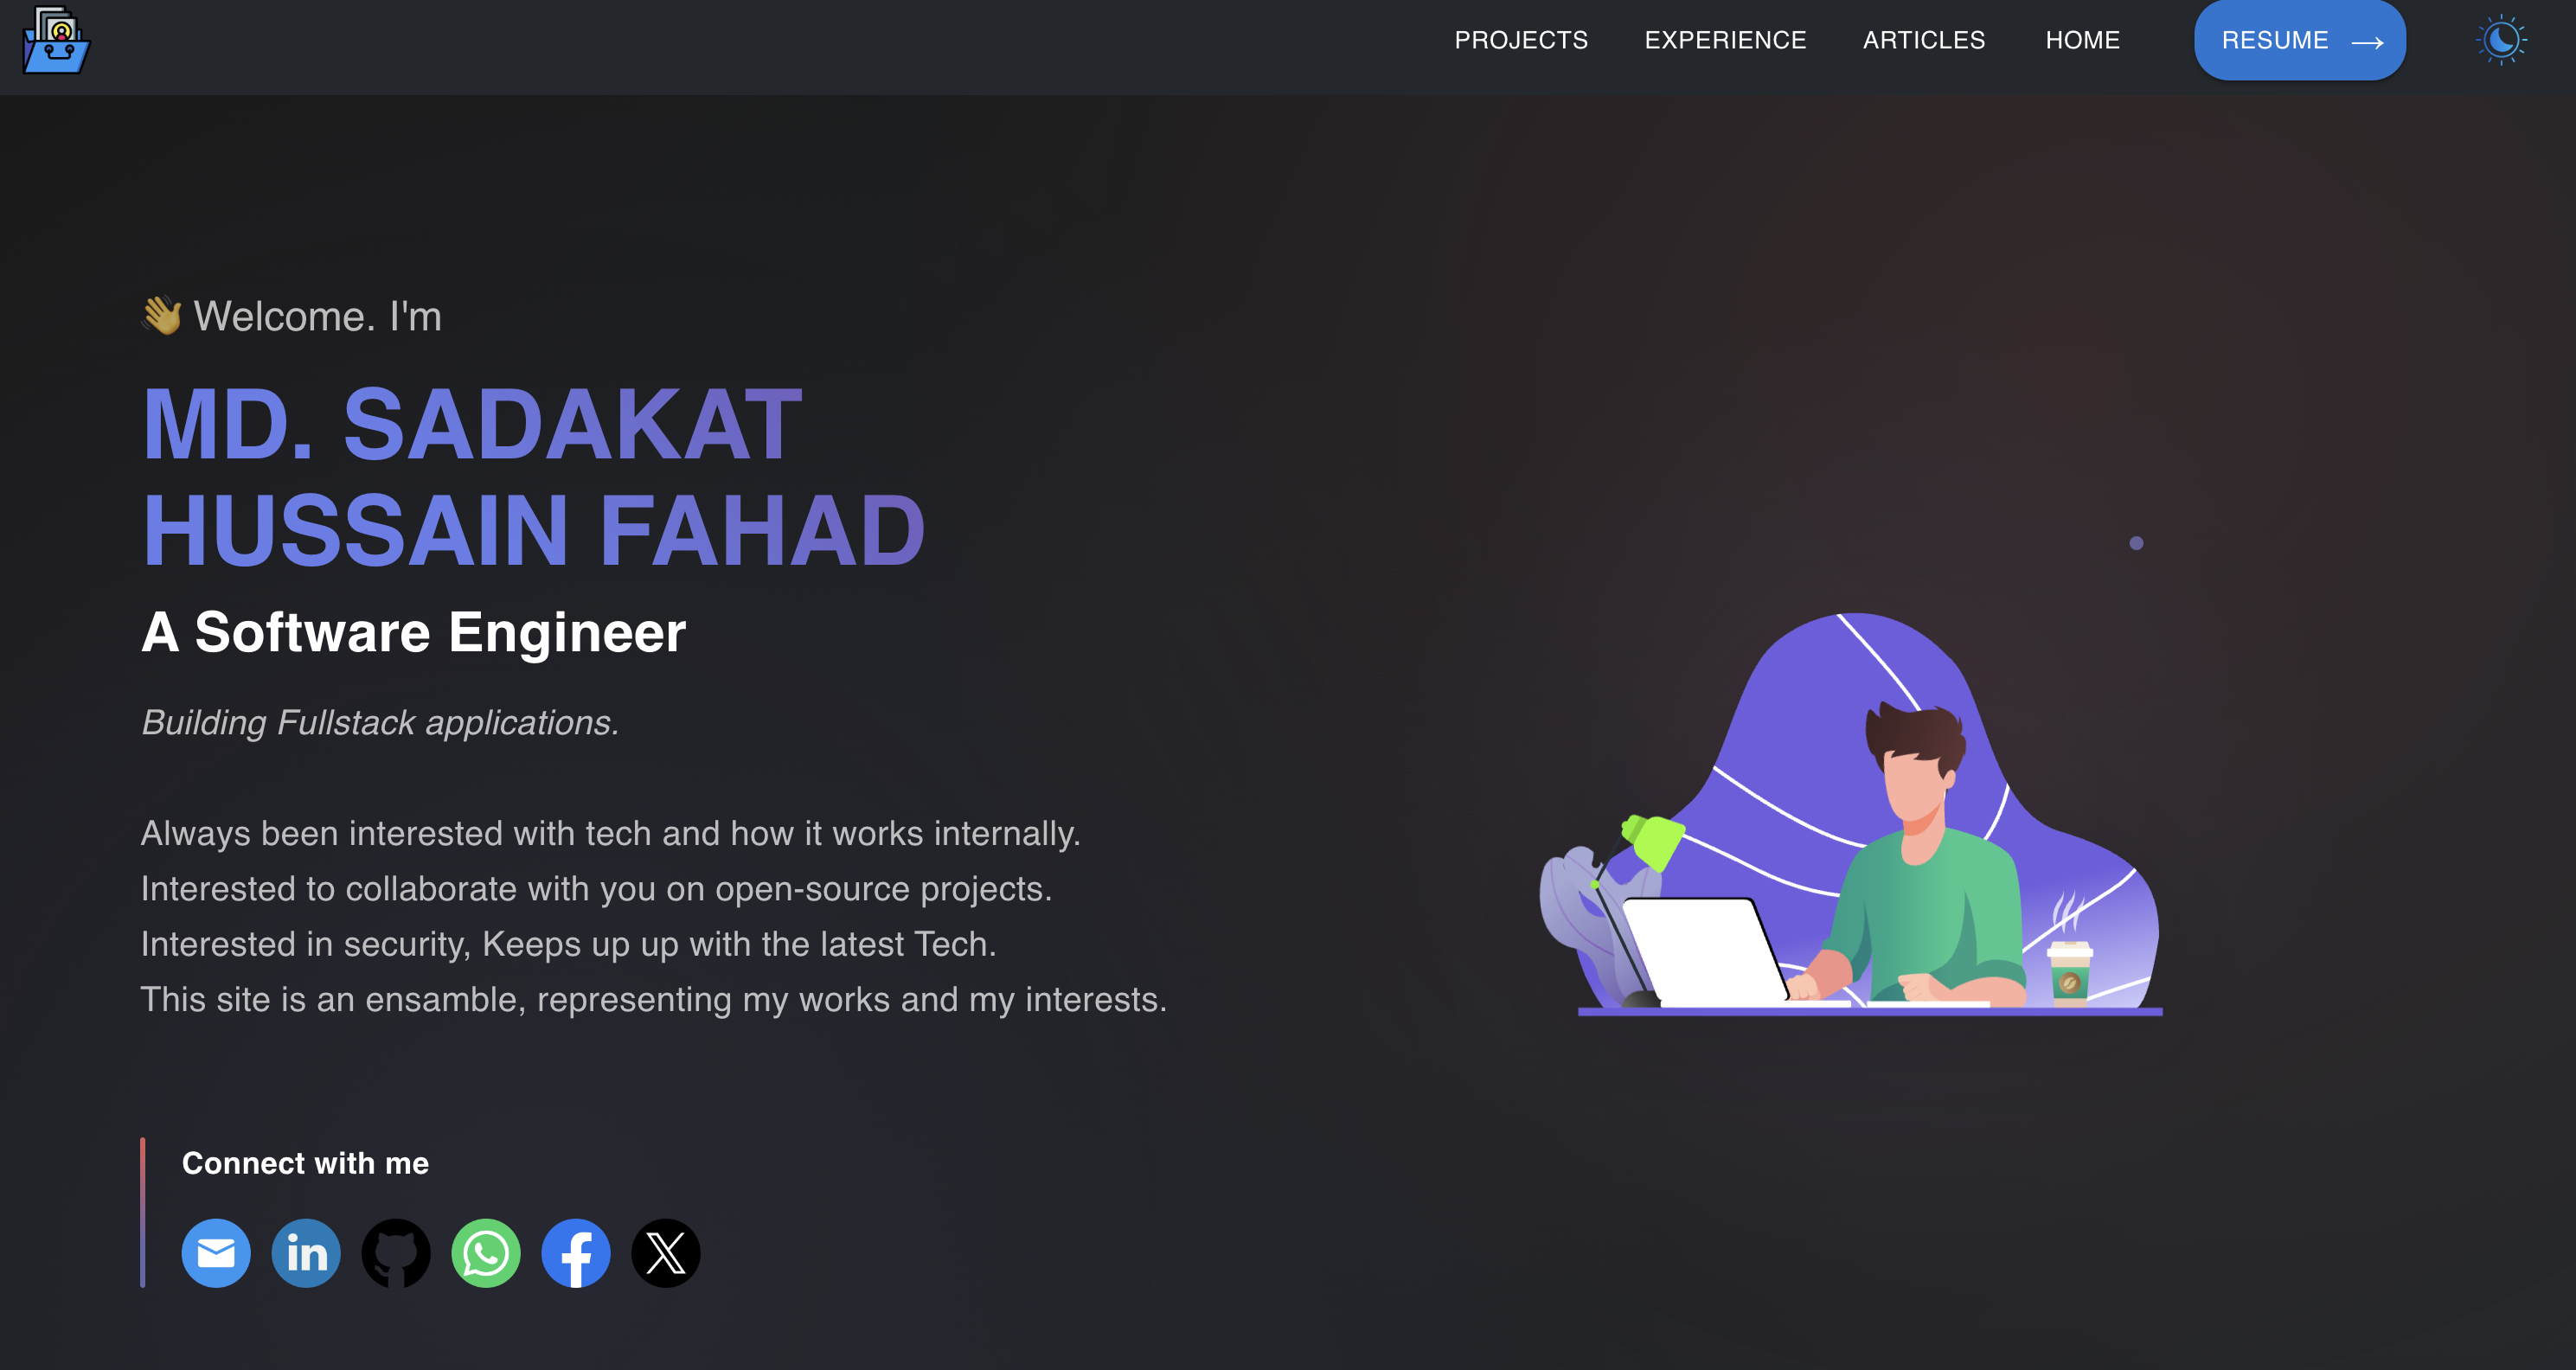 PROJECTS EXPERIENCE ARTICLES HOME RESUME →
👋 Welcome. I'm
MD. SADAKAT
HUSSAIN FAHAD
A Software Engineer
Building Fullstack applications.
Always been interested with tech and how it works internally.
Interested to collaborate with you on open-source projects.
Interested in security, Keeps up up with the latest Tech.
This site is an ensamble, representing my works and my interests.
Connect with me
in